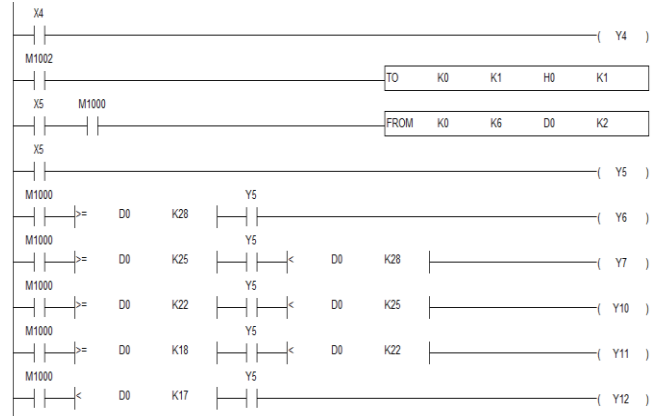 X4
( Y4 )
M1002
TO K0 K1 H0 K1
X5 M1000
FROM K0 K6 D0 K2
X5
( Y5 )
M1000 Y5
>= D0 K28 ( Y6 )
M1000 Y5
>= D0 K25 < D0 K28 ( Y7 )
M1000 Y5
>= D0 K22 < D0 K25 ( Y10 )
M1000 Y5
>= D0 K18 < D0 K22 ( Y11 )
M1000 Y5
< D0 K17 ( Y12 )